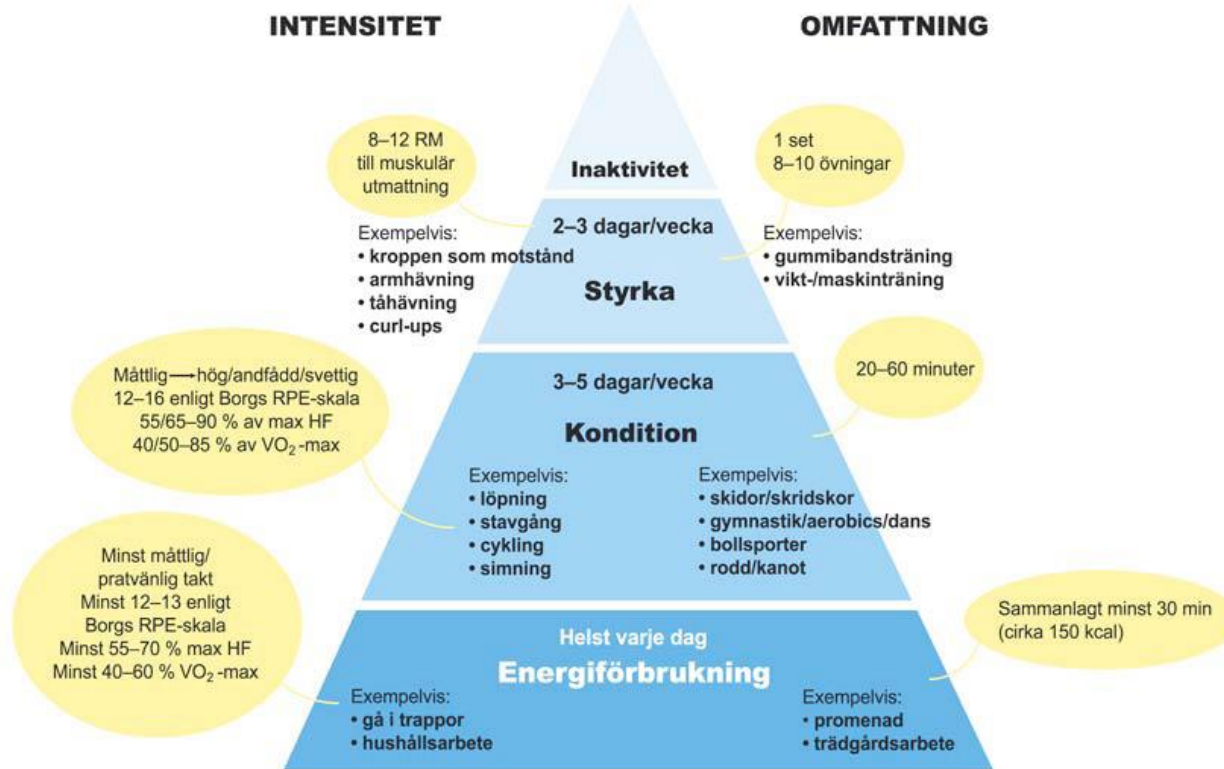 INTENSITET
OMFATTNING
8–12 RM
till muskulär
utmattning
1 set
8–10 övningar
Inaktivitet
2–3 dagar/vecka
Styrka
Exempelvis:
• kroppen som motstånd
• armhävning
• tåhävning
• curl-ups
Exempelvis:
• gummibandsträning
• vikt-/maskinträning
Måttlig⟶hög/andfådd/svettig
12–16 enligt Borgs RPE-skala
55/65–90 % av max HF
40/50–85 % av VO₂-max
20–60 minuter
3–5 dagar/vecka
Kondition
Exempelvis:
• löpning
• stavgång
• cykling
• simning
Exempelvis:
• skidor/skridskor
• gymnastik/aerobics/dans
• bollsporter
• rodd/kanot
Minst måttlig/
pratvänlig takt
Minst 12–13 enligt
Borgs RPE-skala
Minst 55–70 % max HF
Minst 40–60 % VO₂-max
Sammanlagt minst 30 min
(cirka 150 kcal)
Helst varje dag
Energiförbrukning
Exempelvis:
• gå i trappor
• hushållsarbete
Exempelvis:
• promenad
• trädgårdsarbete